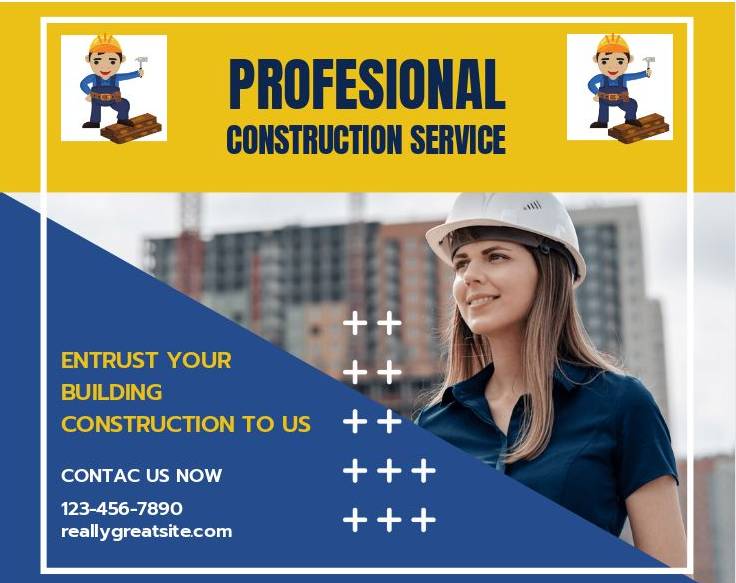 PROFESIONAL
CONSTRUCTION SERVICE
ENTRUST YOUR
BUILDING
CONSTRUCTION TO US
CONTAC US NOW
123-456-7890
reallygreatsite.com